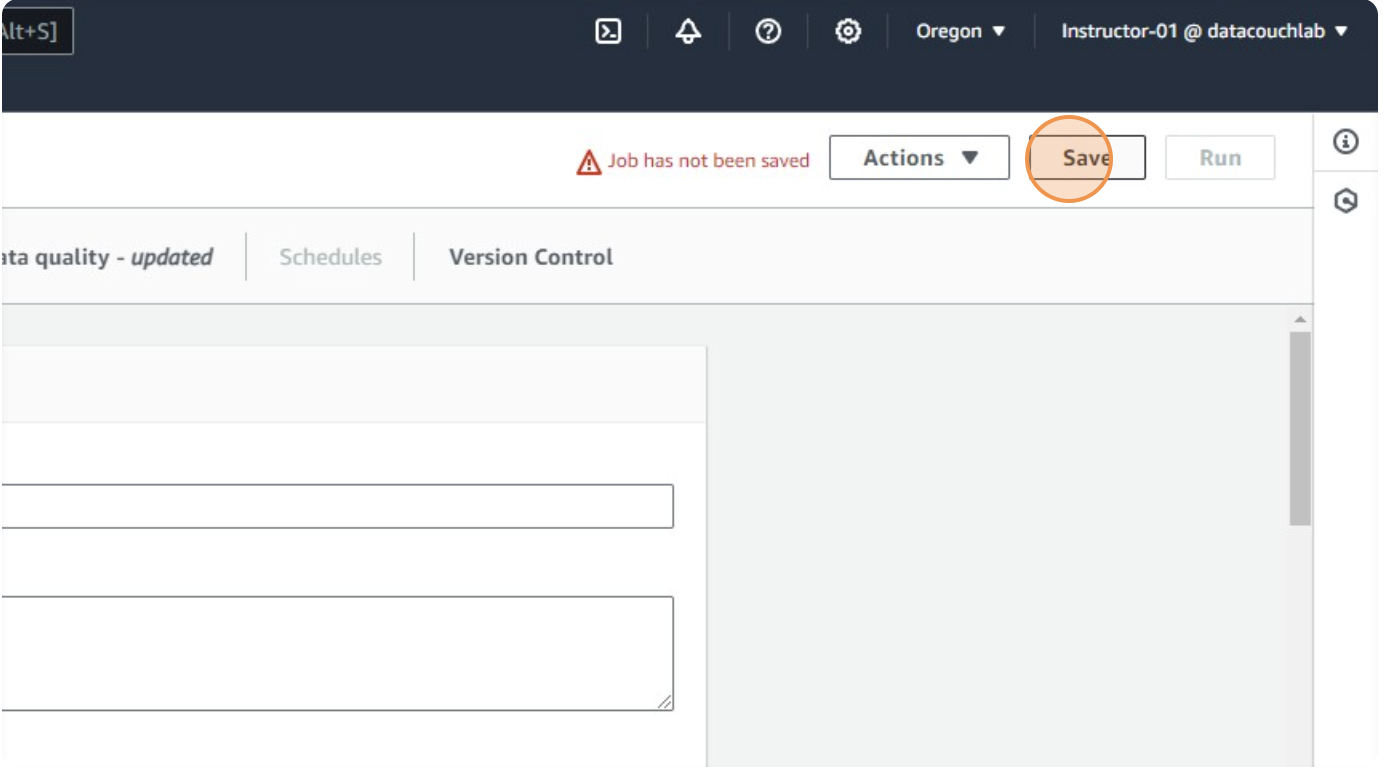 Alt+S]
Oregon ▼ Instructor-01 @ datacouchlab ▼
Job has not been saved Actions ▼ Save Run
ata quality - updated Schedules Version Control